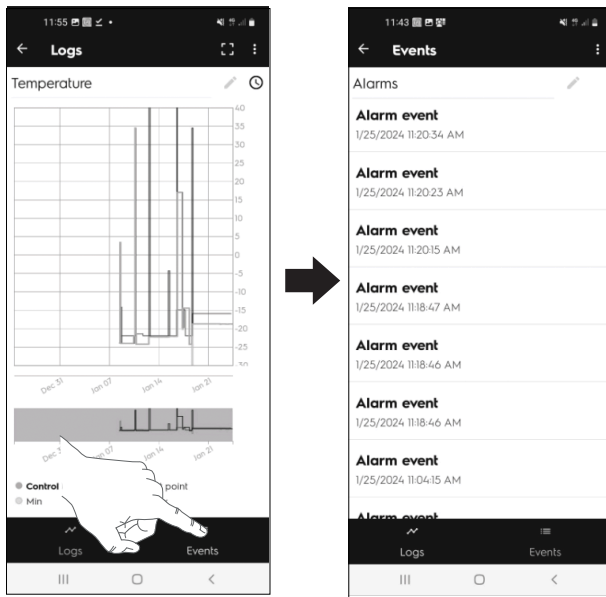 11:55
Logs
Temperature
40
35
30
25
20
15
10
5
0
-5
-10
-15
-20
-25
-30
Dec 31
Jan 07
Jan 14
Jan 21
Jan 07
Jan 14
Jan 21
Control
point
Min
Logs
Events
11:43
Events
Alarms
Alarm event
1/25/2024 11:20:34 AM
Alarm event
1/25/2024 11:20:23 AM
Alarm event
1/25/2024 11:20:15 AM
Alarm event
1/25/2024 11:18:47 AM
Alarm event
1/25/2024 11:18:46 AM
Alarm event
1/25/2024 11:18:46 AM
Alarm event
1/25/2024 11:04:15 AM
Alarm event
Logs
Events